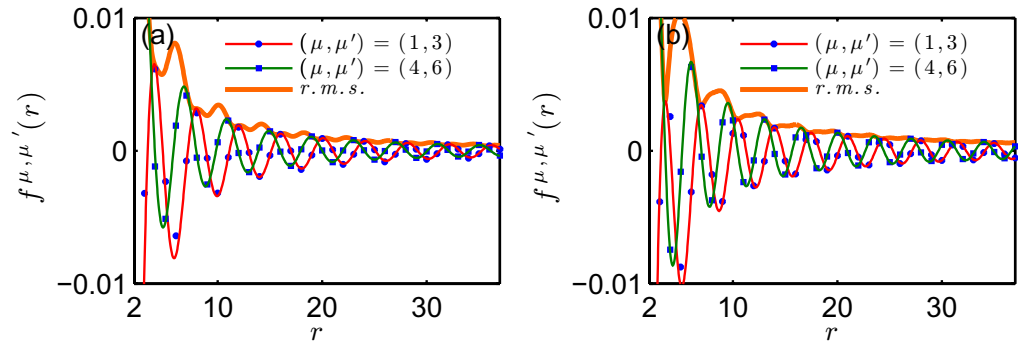 0.01
(a)
(μ, μ′) = (1, 3)
(μ, μ′) = (4, 6)
r.m.s.
0
−0.01
f^{μ, μ′}(r)
2
10
20
30
r
0.01
(b)
(μ, μ′) = (1, 3)
(μ, μ′) = (4, 6)
r.m.s.
0
−0.01
f^{μ, μ′}(r)
2
10
20
30
r